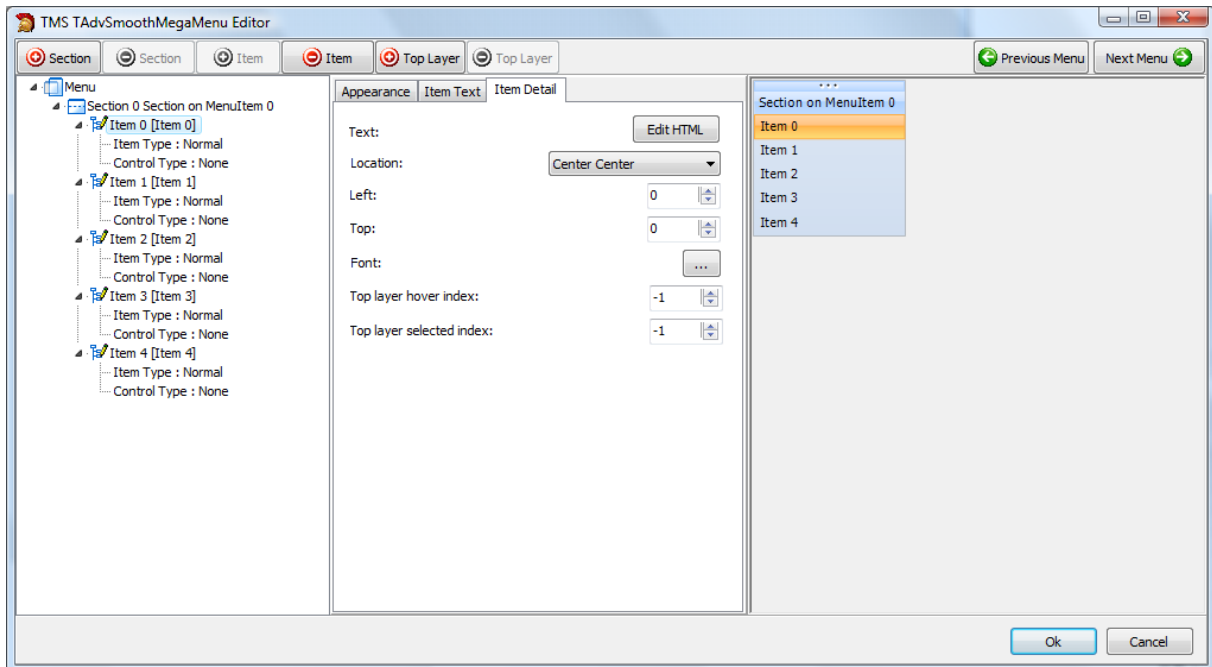 TMS TAdvSmoothMegaMenu Editor
Section Section Item Item Top Layer Top Layer Previous Menu Next Menu
Menu
Section 0 Section on MenuItem 0
Item 0 [Item 0]
Item Type : Normal
Control Type : None
Item 1 [Item 1]
Item Type : Normal
Control Type : None
Item 2 [Item 2]
Item Type : Normal
Control Type : None
Item 3 [Item 3]
Item Type : Normal
Control Type : None
Item 4 [Item 4]
Item Type : Normal
Control Type : None
Appearance Item Text Item Detail
Text: Edit HTML
Location: Center Center
Left: 0
Top: 0
Font: ...
Top layer hover index: -1
Top layer selected index: -1
Section on MenuItem 0
Item 0
Item 1
Item 2
Item 3
Item 4
Ok Cancel